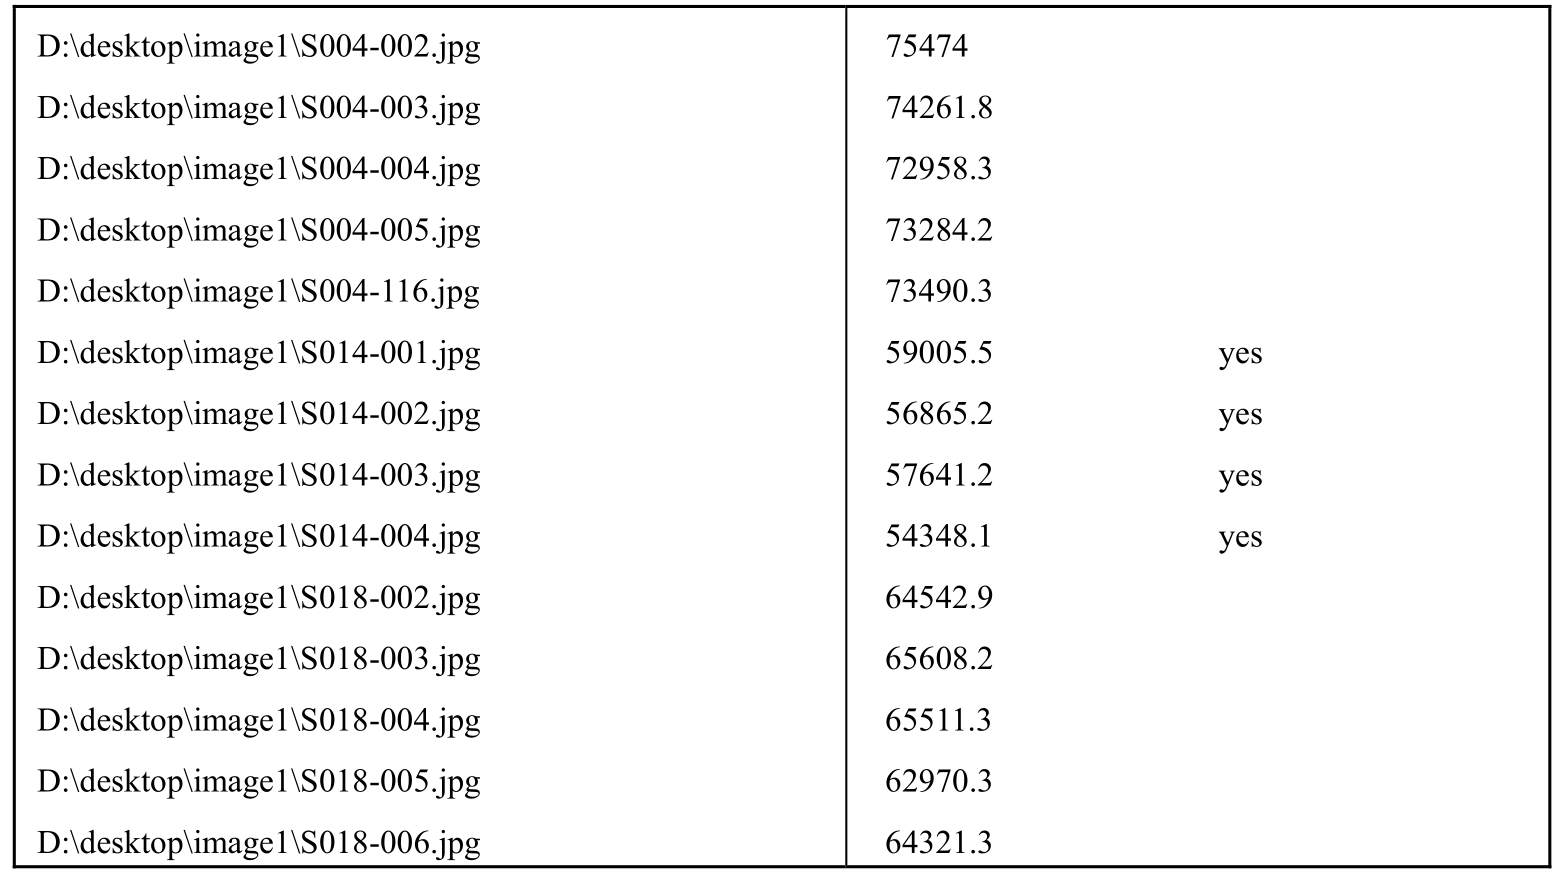 D:\desktop\image1\S004-002.jpg 75474
D:\desktop\image1\S004-003.jpg 74261.8
D:\desktop\image1\S004-004.jpg 72958.3
D:\desktop\image1\S004-005.jpg 73284.2
D:\desktop\image1\S004-116.jpg 73490.3
D:\desktop\image1\S014-001.jpg 59005.5 yes
D:\desktop\image1\S014-002.jpg 56865.2 yes
D:\desktop\image1\S014-003.jpg 57641.2 yes
D:\desktop\image1\S014-004.jpg 54348.1 yes
D:\desktop\image1\S018-002.jpg 64542.9
D:\desktop\image1\S018-003.jpg 65608.2
D:\desktop\image1\S018-004.jpg 65511.3
D:\desktop\image1\S018-005.jpg 62970.3
D:\desktop\image1\S018-006.jpg 64321.3